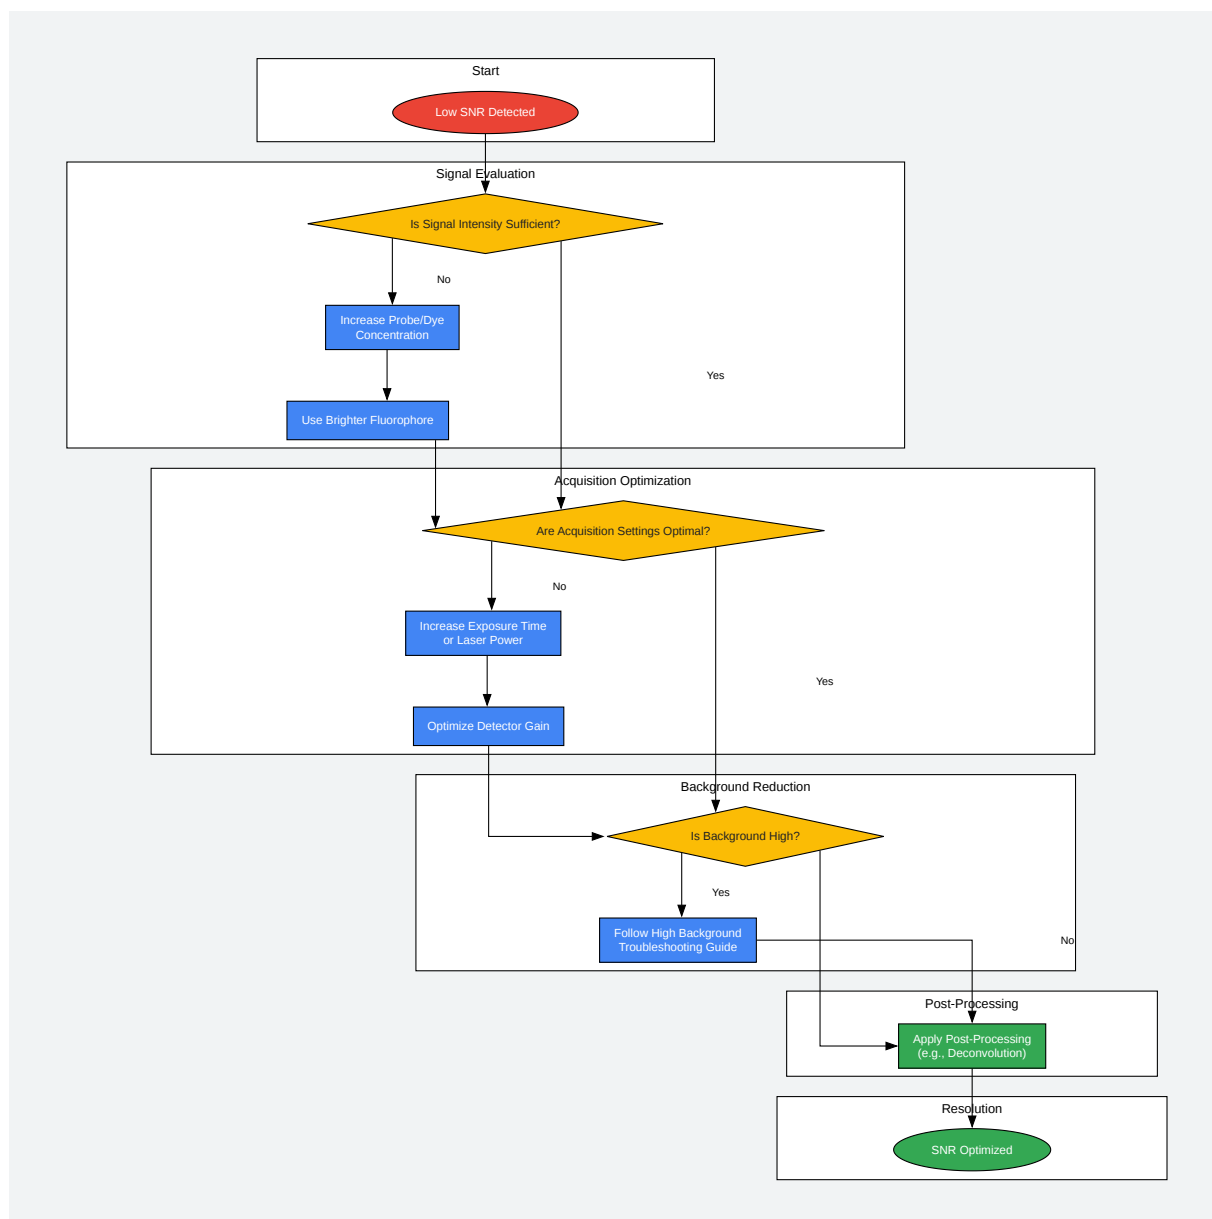 Start
Low SNR Detected
Signal Evaluation
Is Signal Intensity Sufficient?
No
Increase Probe/Dye
Concentration
Yes
Use Brighter Fluorophore
Acquisition Optimization
Are Acquisition Settings Optimal?
No
Increase Exposure Time
or Laser Power
Yes
Optimize Detector Gain
Background Reduction
Is Background High?
Yes
Follow High Background
Troubleshooting Guide
No
Post-Processing
Apply Post-Processing
(e.g., Deconvolution)
Resolution
SNR Optimized